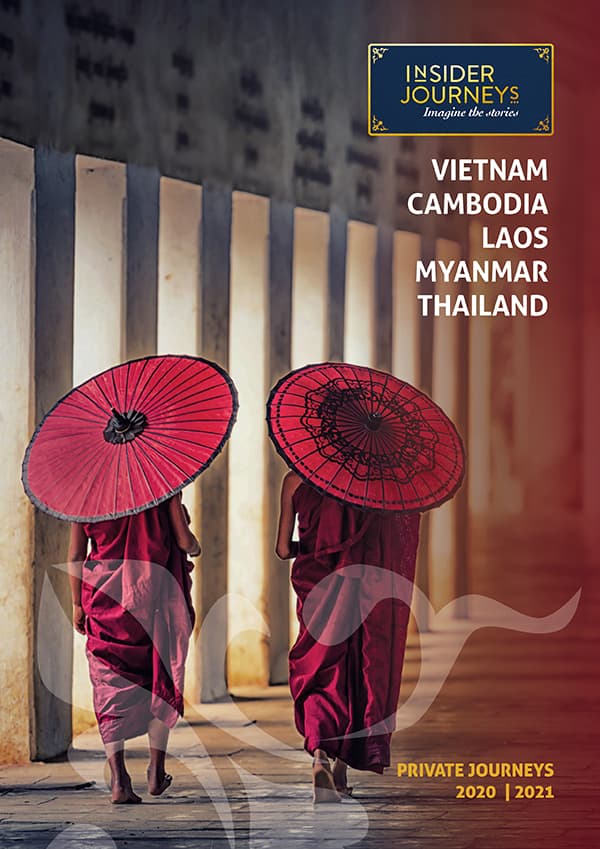 INSIDER
JOURNEYS
Imagine the stories
VIETNAM
CAMBODIA
LAOS
MYANMAR
THAILAND
PRIVATE JOURNEYS
2020 | 2021